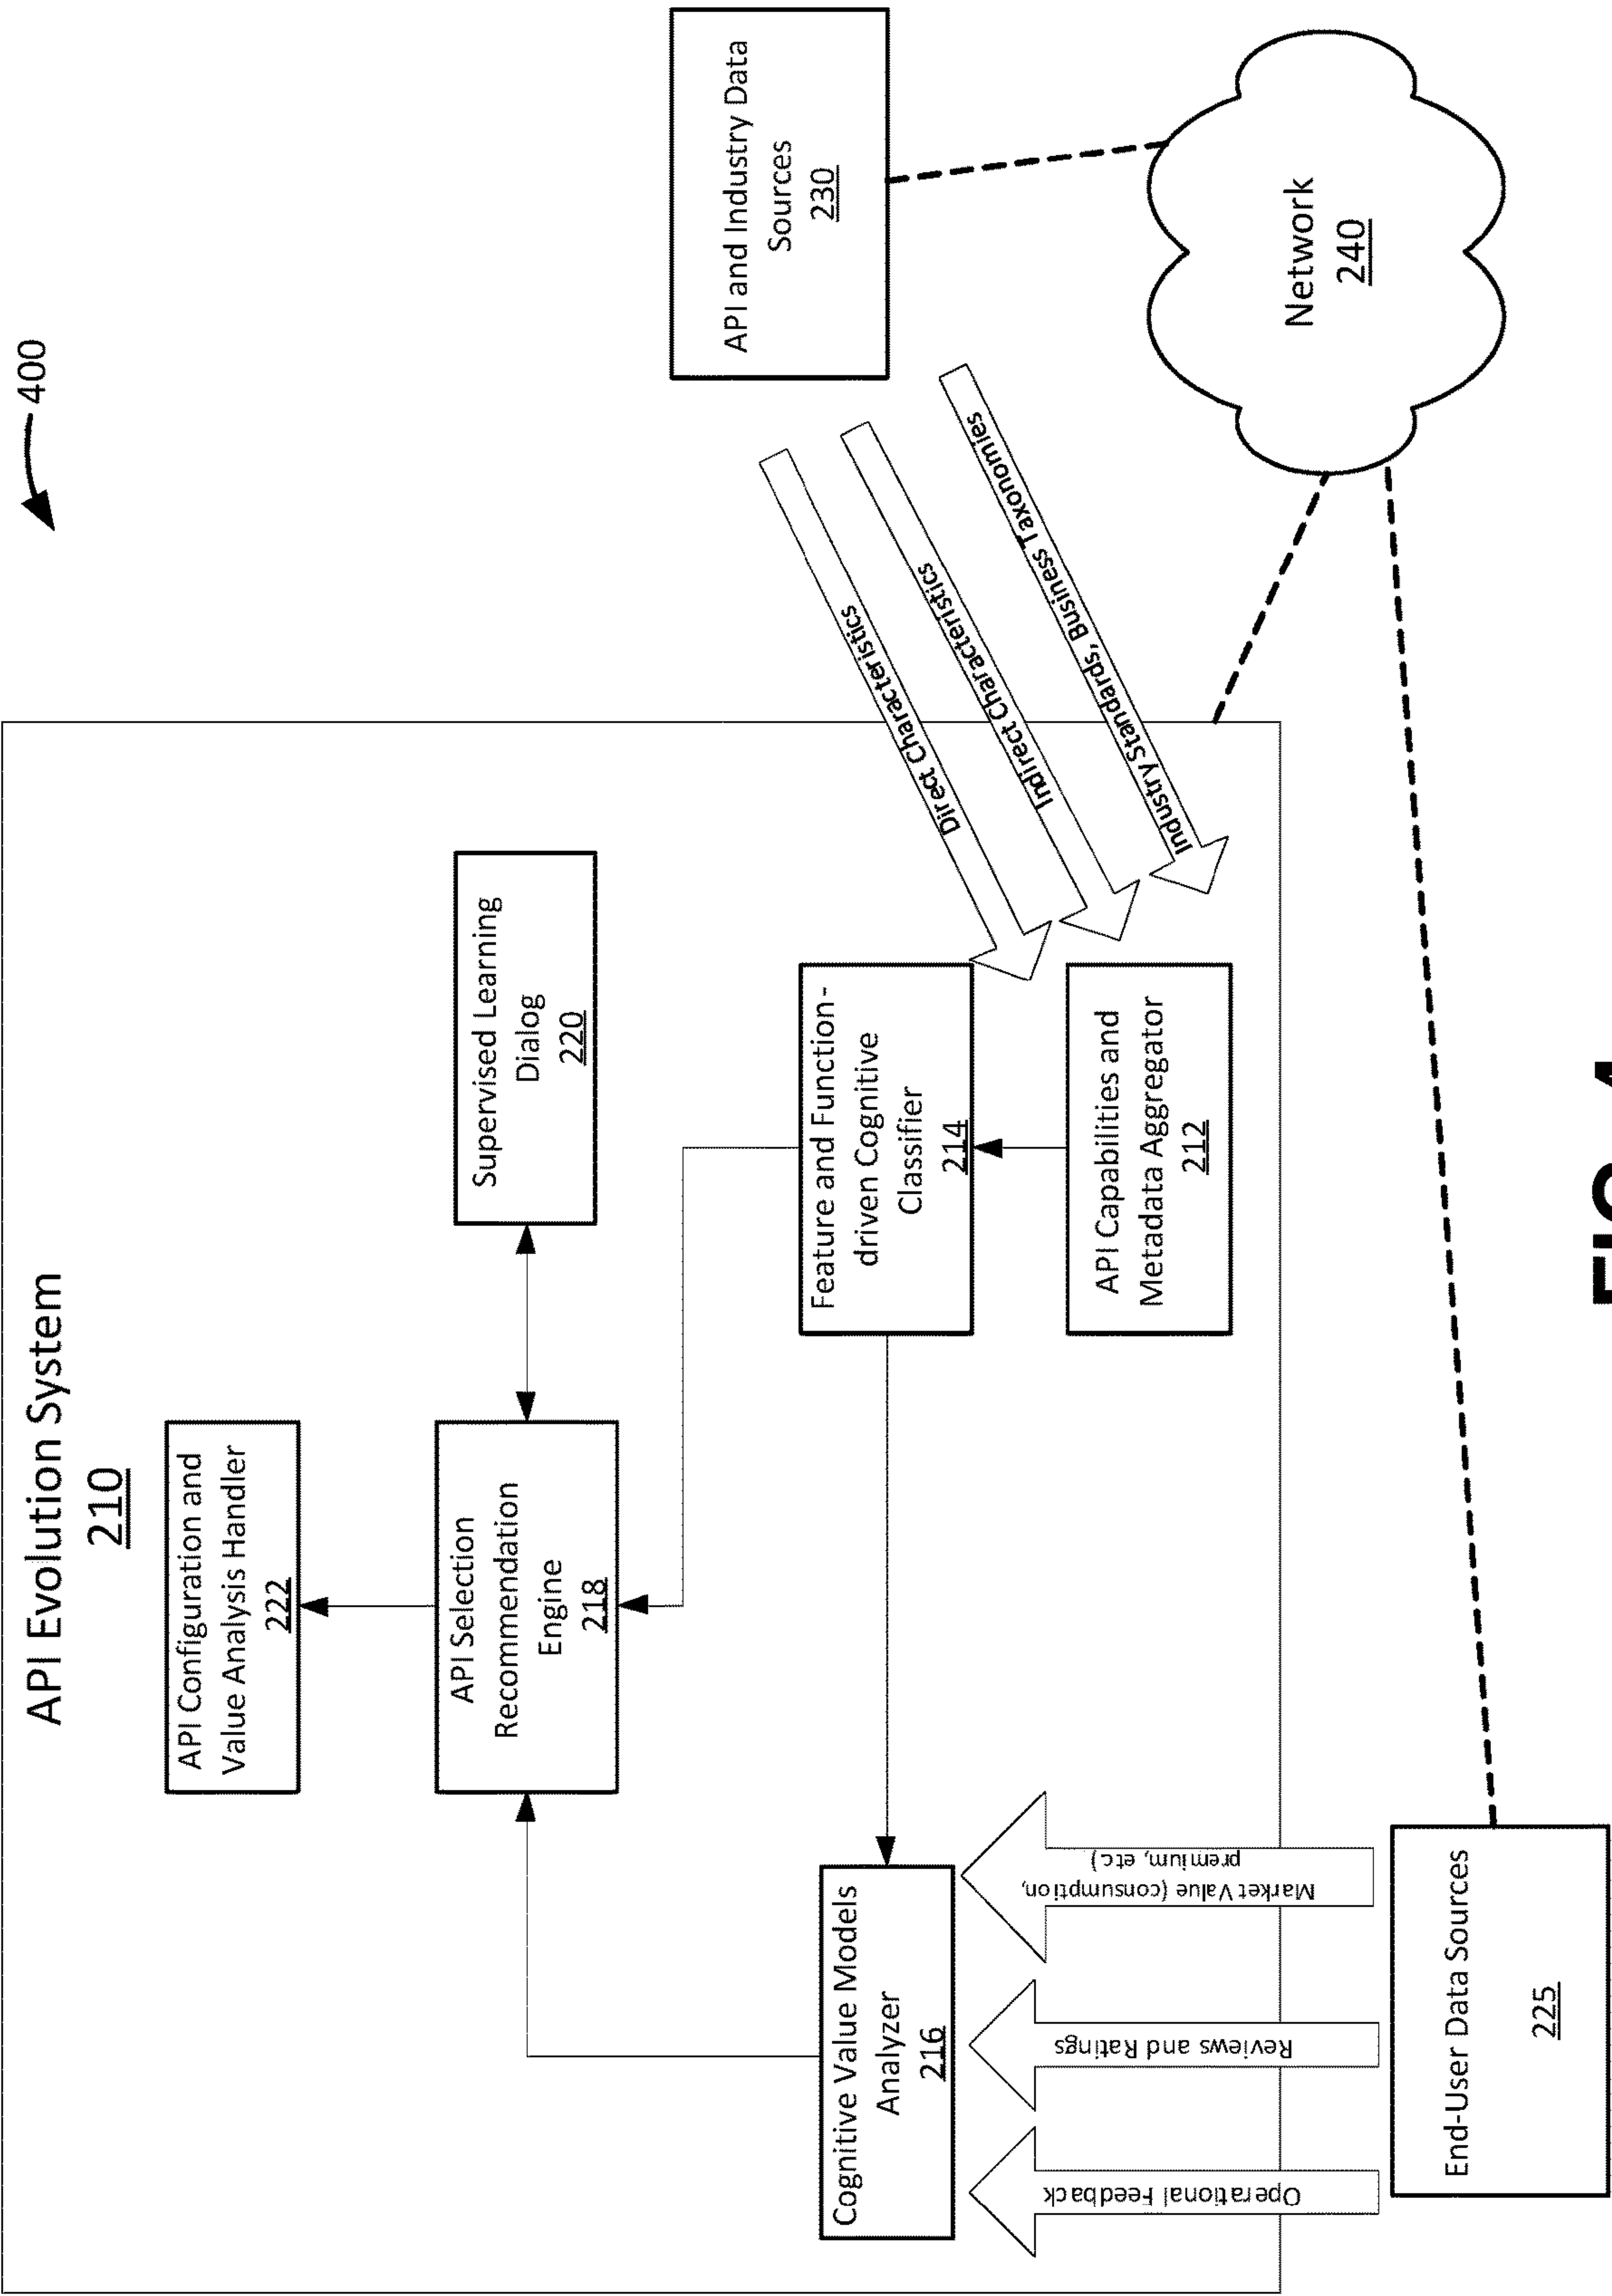 400
API Evolution System
210
API Configuration and
Value Analysis Handler
222
API Selection
Recommendation
Engine
218
Supervised Learning
Dialog
220
API and Industry Data
Sources
230
Cognitive Value Models
Analyzer
216
Feature and Function-
driven Cognitive
Classifier
214
API Capabilities and
Metadata Aggregator
212
Direct Characteristics
Indirect Characteristics
Industry Standards, Business Taxonomies
Operational Feedback
Reviews and Ratings
Market Value (consumption,
premium, etc)
End-User Data Sources
225
Network
240